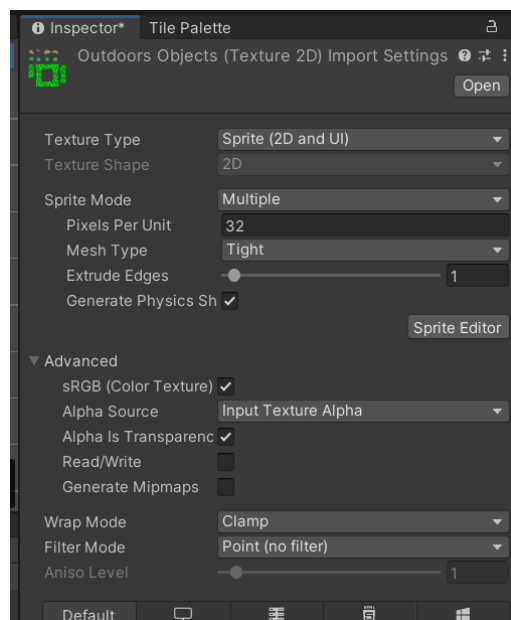 Inspector* Tile Palette
Outdoors Objects (Texture 2D) Import Settings
Open
Texture Type Sprite (2D and UI)
Texture Shape 2D
Sprite Mode Multiple
Pixels Per Unit 32
Mesh Type Tight
Extrude Edges 1
Generate Physics Sh
Sprite Editor
Advanced
sRGB (Color Texture)
Alpha Source Input Texture Alpha
Alpha Is Transparenc
Read/Write
Generate Mipmaps
Wrap Mode Clamp
Filter Mode Point (no filter)
Aniso Level 1
Default